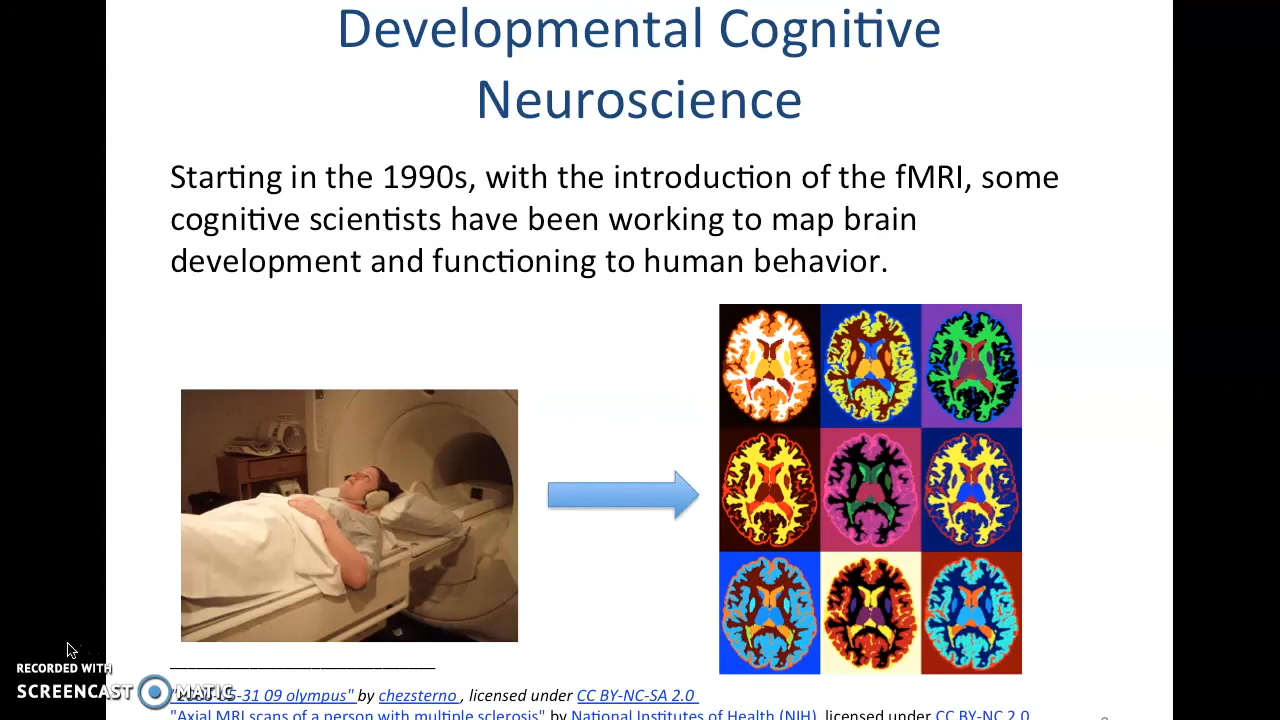 Developmental Cognitive
Neuroscience
Starting in the 1990s, with the introduction of the fMRI, some
cognitive scientists have been working to map brain
development and functioning to human behavior.
RECORDED WITH
SCREENCAST MATIC
05-31 09 olympus" by chezsterno , licensed under CC BY-NC-SA 2.0
"Axial MRI scans of a person with multiple sclerosis" by National Institutes of Health (NIH), licensed under CC BY-NC 2.0